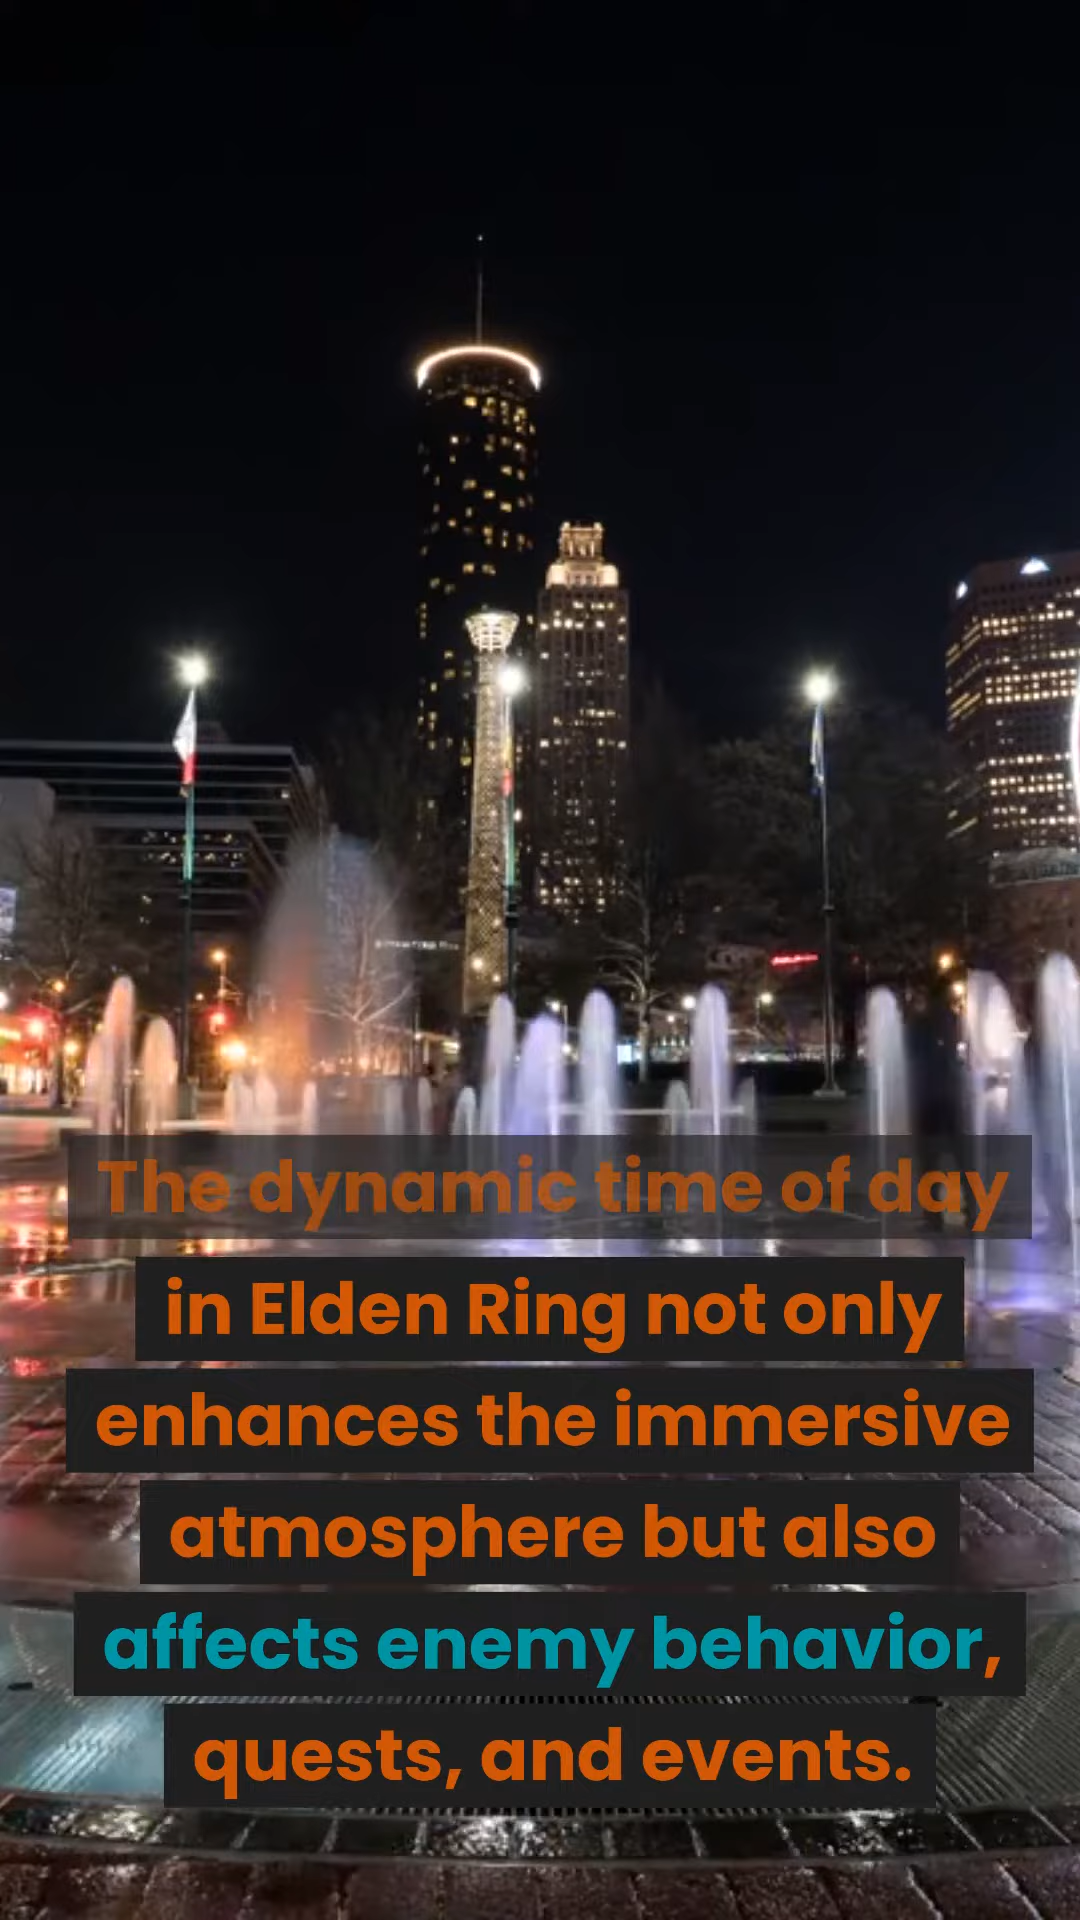 The dynamic time of day
in Elden Ring not only
enhances the immersive
atmosphere but also
affects enemy behavior,
quests, and events.